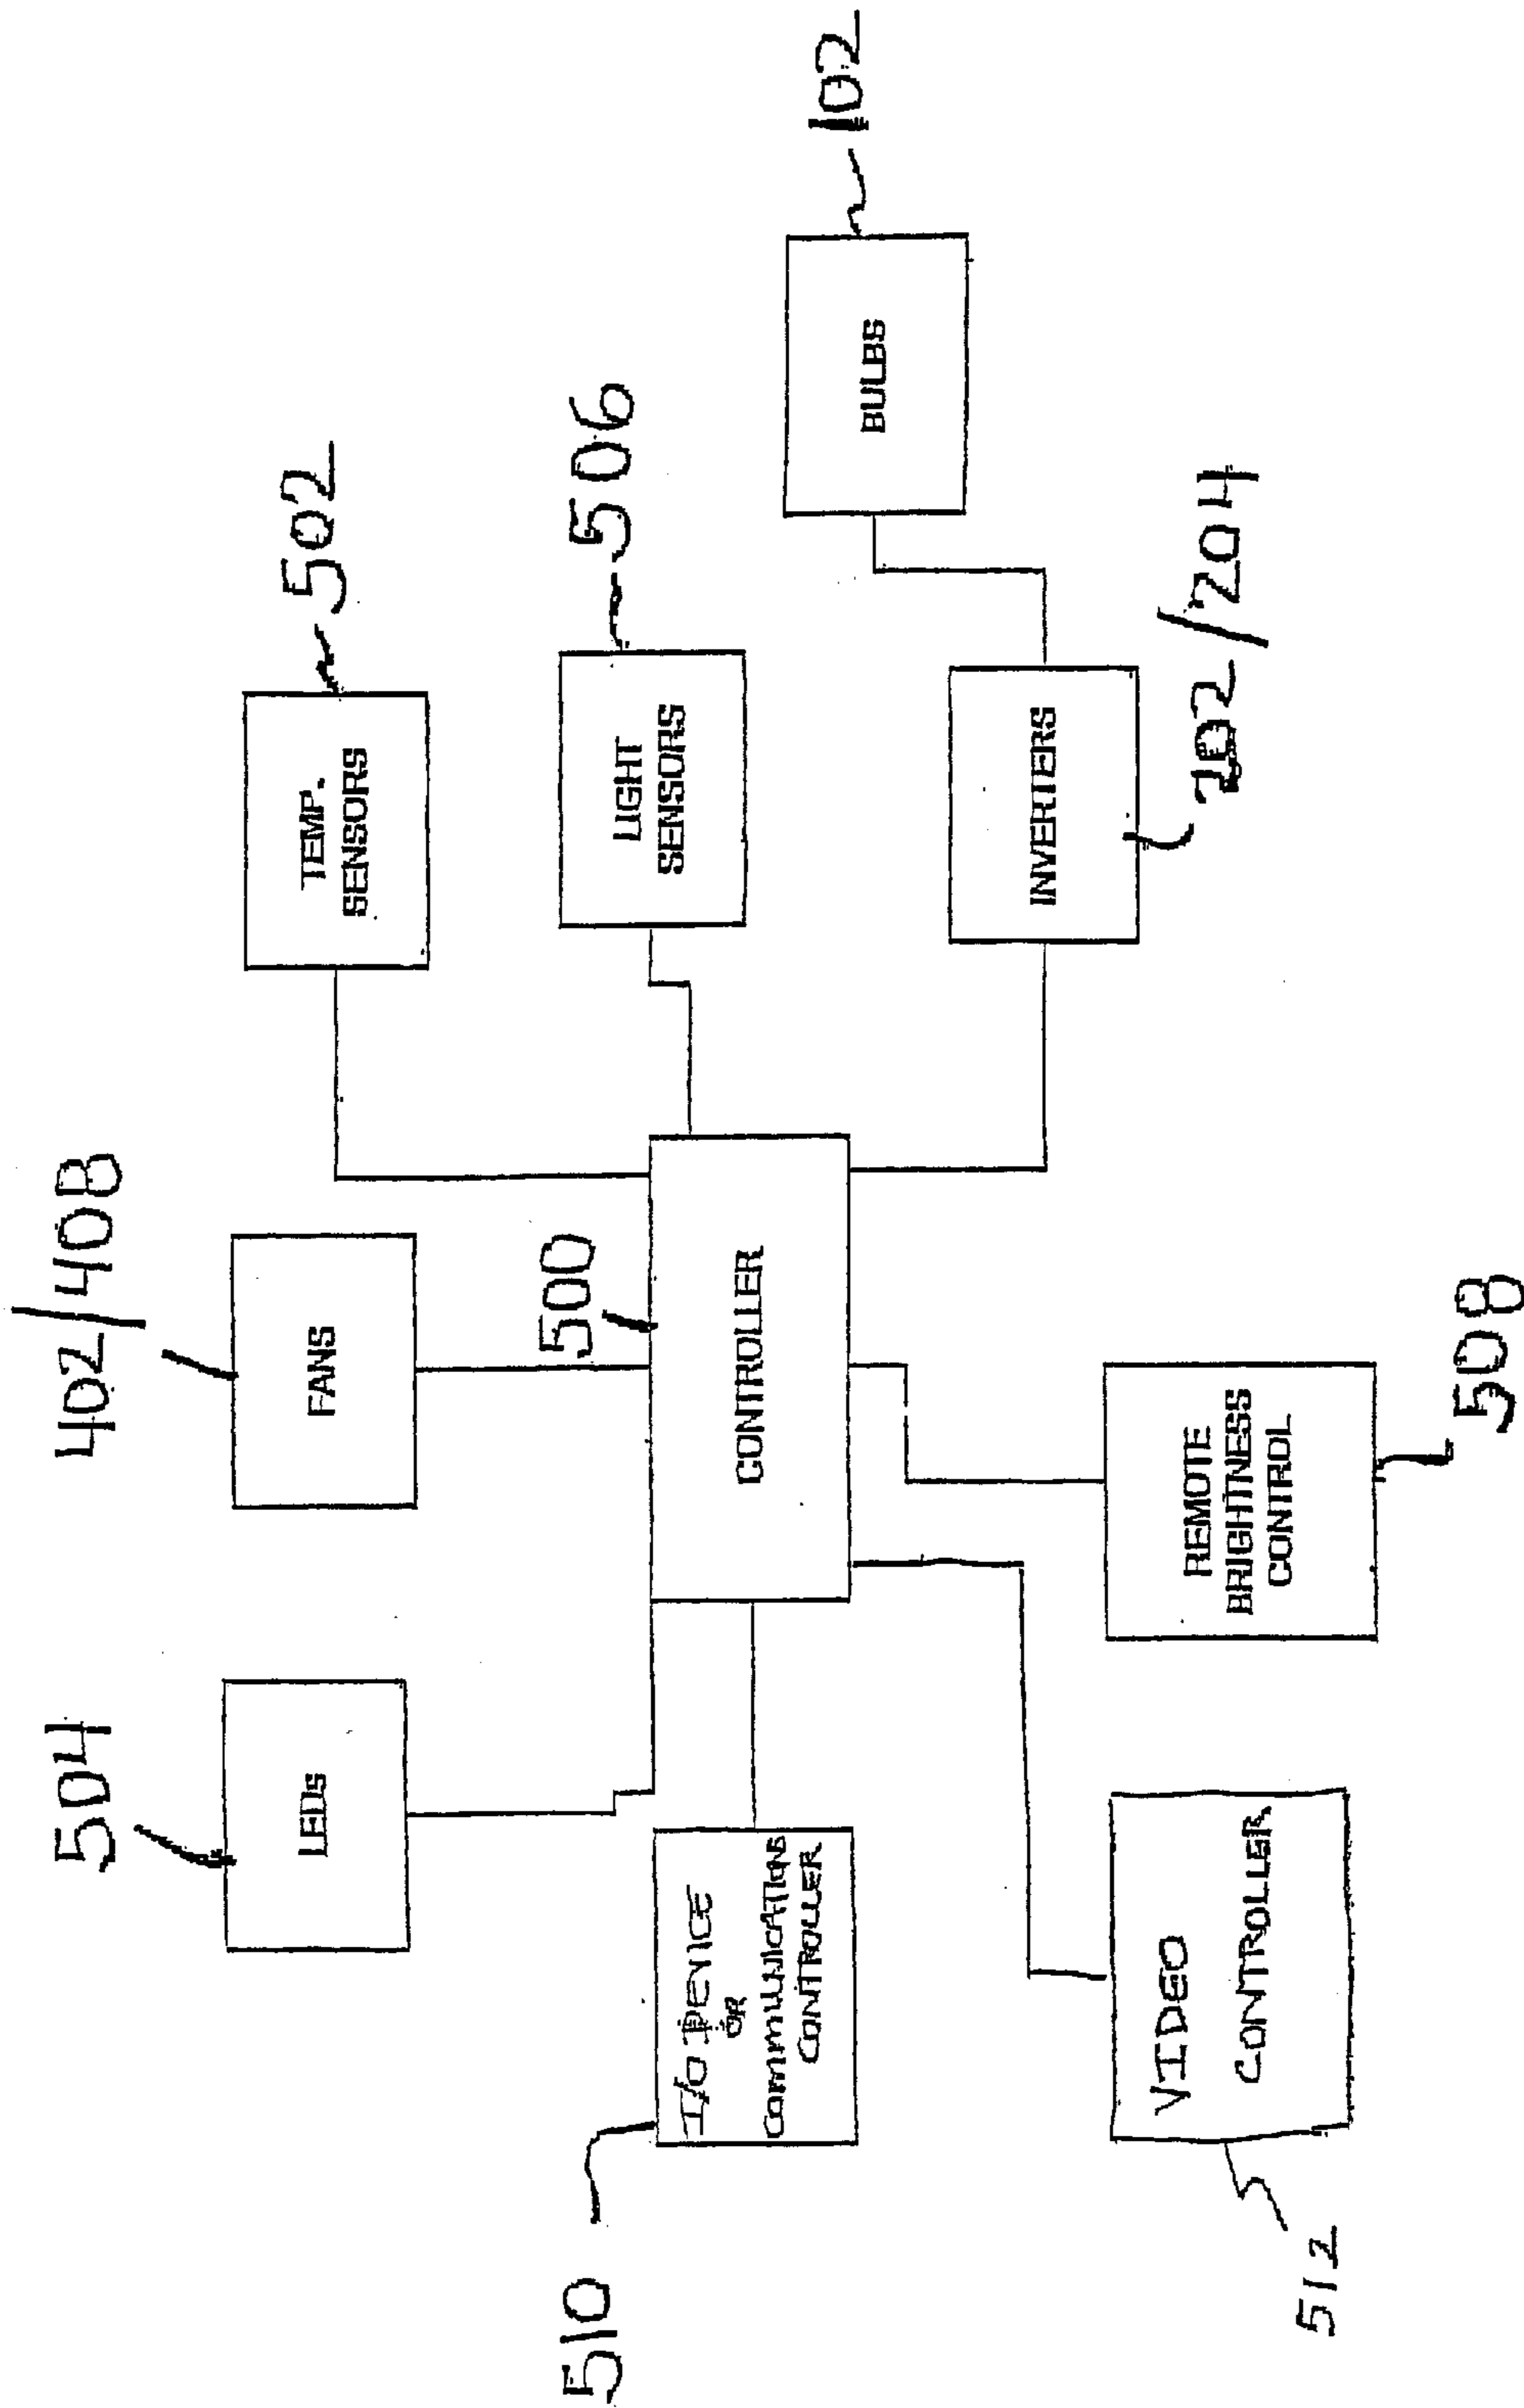 504
402/408
LEDs
FANS
TEMP.
SENSORS
502
510
500
I/O DEVICE
OR
COMMUNICATIONS
CONTROLLER
CONTROLLER
LIGHT
SENSORS
506
BULBS
102
VIDEO
CONTROLLER
512
REMOTE
BRIGHTNESS
CONTROL
508
INVERTERS
202/204